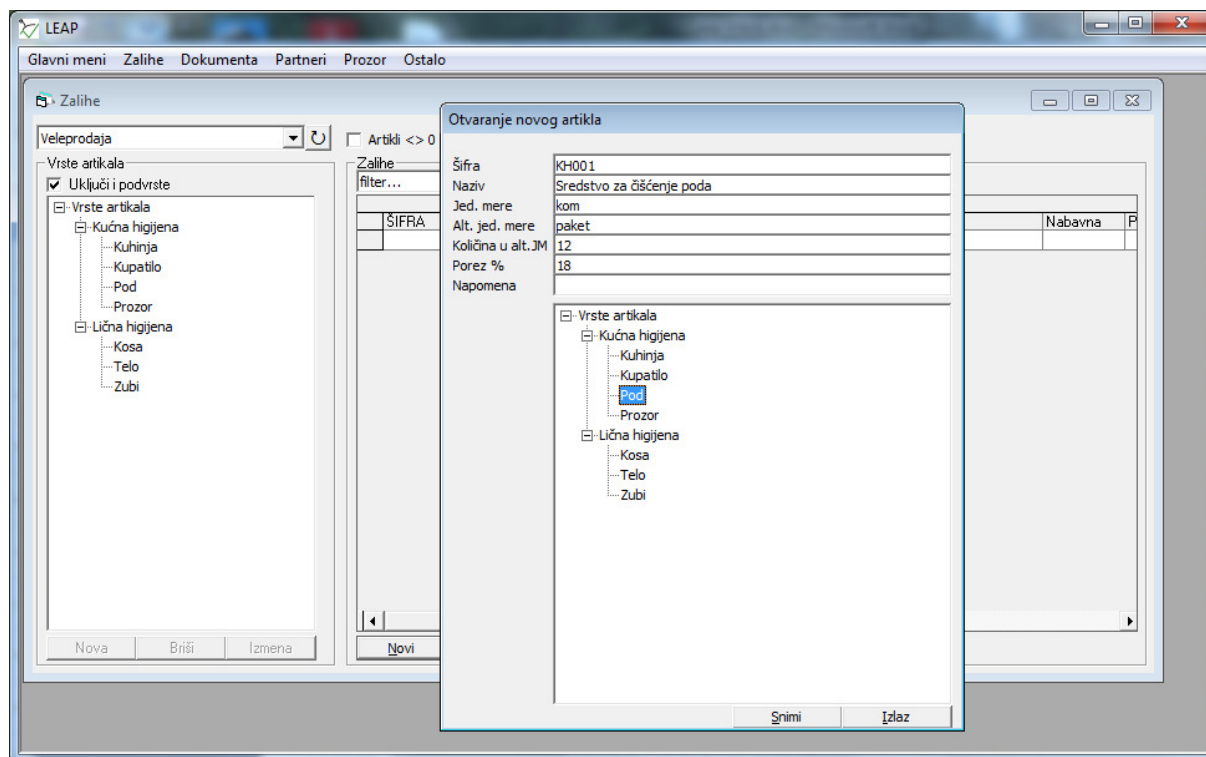 LEAP
Glavni meni Zalihe Dokumenta Partneri Prozor Ostalo
Zalihe
Veleprodaja
Artikli <> 0
Vrste artikala
Uključi i podvrste
Vrste artikala
Kućna higijena
Kuhinja
Kupatilo
Pod
Prozor
Lična higijena
Kosa
Telo
Zubi
Nova Briši Izmena
Zalihe
filter...
ŠIFRA Nabavna P
Novi
Otvaranje novog artikla
Šifra KH001
Naziv Sredstvo za čišćenje poda
Jed. mere kom
Alt. jed. mere paket
Količina u alt.JM 12
Porez % 18
Napomena
Vrste artikala
Kućna higijena
Kuhinja
Kupatilo
Pod
Prozor
Lična higijena
Kosa
Telo
Zubi
Snimi Izlaz